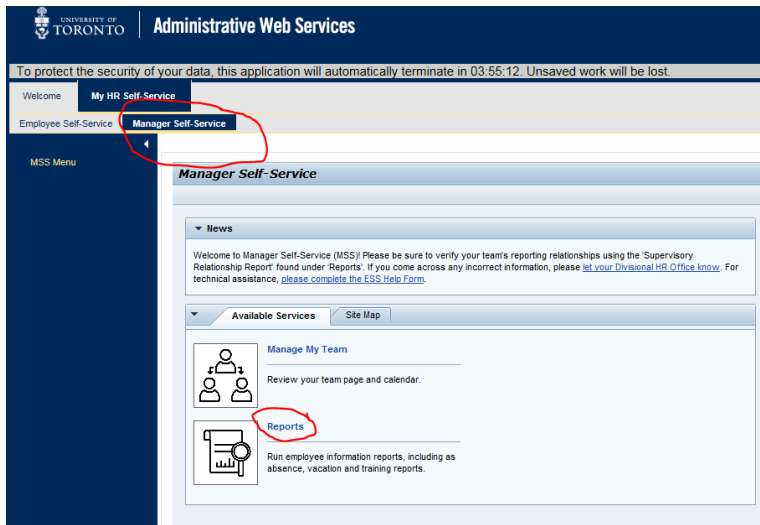 UNIVERSITY OF
TORONTO
Administrative Web Services
To protect the security of your data, this application will automatically terminate in 03:55:12. Unsaved work will be lost.
Welcome My HR Self-Service
Employee Self-Service Manager Self-Service
MSS Menu
Manager Self-Service
News
Welcome to Manager Self-Service (MSS)! Please be sure to verify your team's reporting relationships using the 'Supervisory
Relationship Report' found under 'Reports'. If you come across any incorrect information, please let your Divisional HR Office know. For
technical assistance, please complete the ESS Help Form.
Available Services Site Map
Manage My Team
Review your team page and calendar.
Reports
Run employee information reports, including as
absence, vacation and training reports.